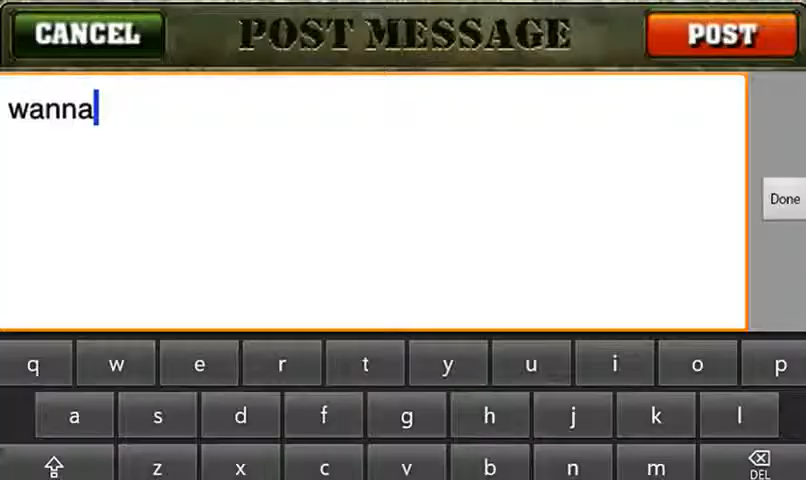 CANCEL POST MESSAGE POST
wanna
Done
q w e r t y u i o p
a s d f g h j k l
z x c v b n m DEL